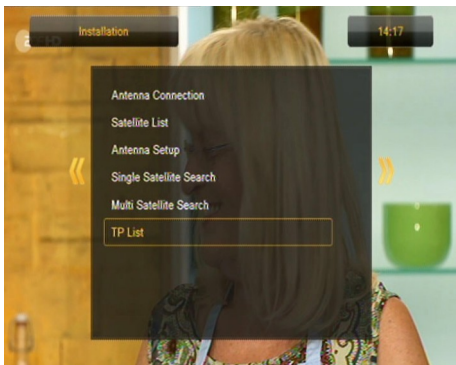 Installation
14:17
Antenna Connection
Satellite List
Antenna Setup
Single Satellite Search
Multi Satellite Search
TP List